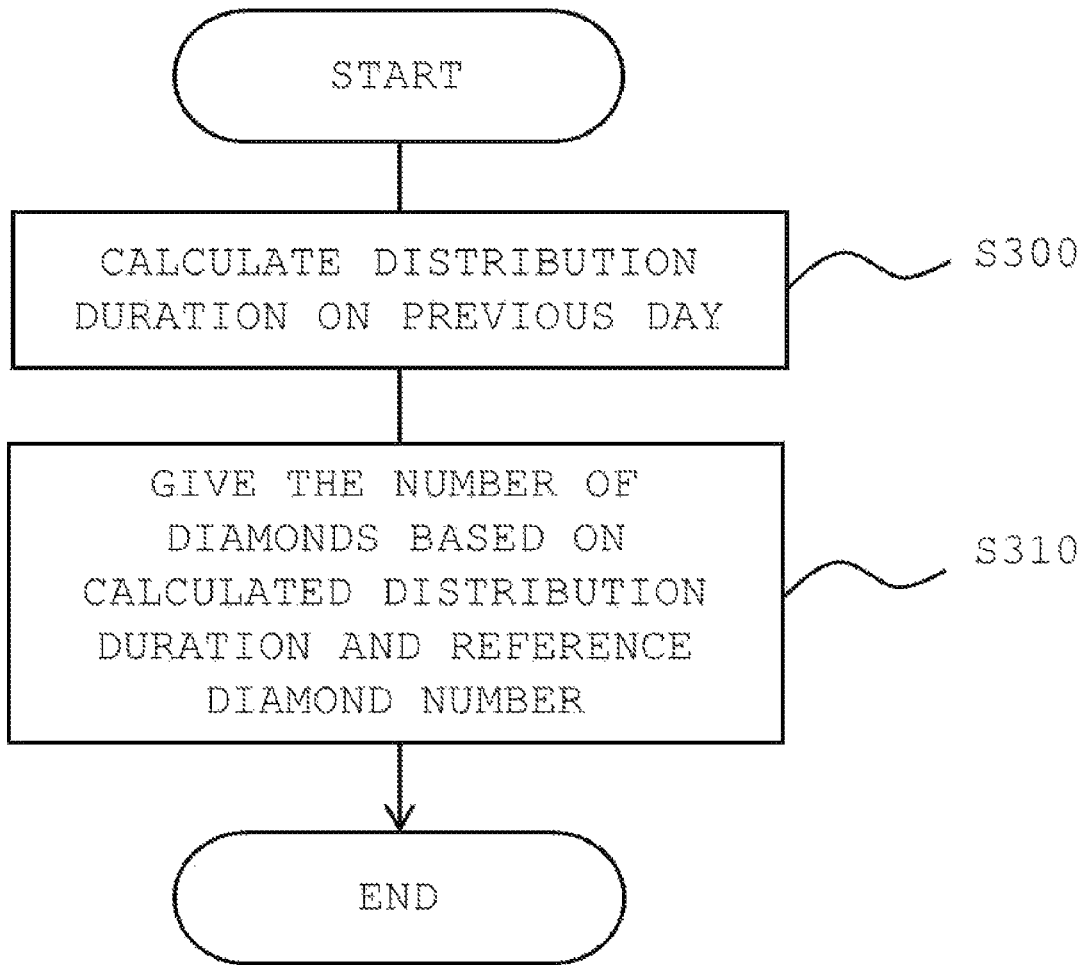 START
CALCULATE DISTRIBUTION
DURATION ON PREVIOUS DAY
S300
GIVE THE NUMBER OF
DIAMONDS BASED ON
CALCULATED DISTRIBUTION
DURATION AND REFERENCE
DIAMOND NUMBER
S310
END